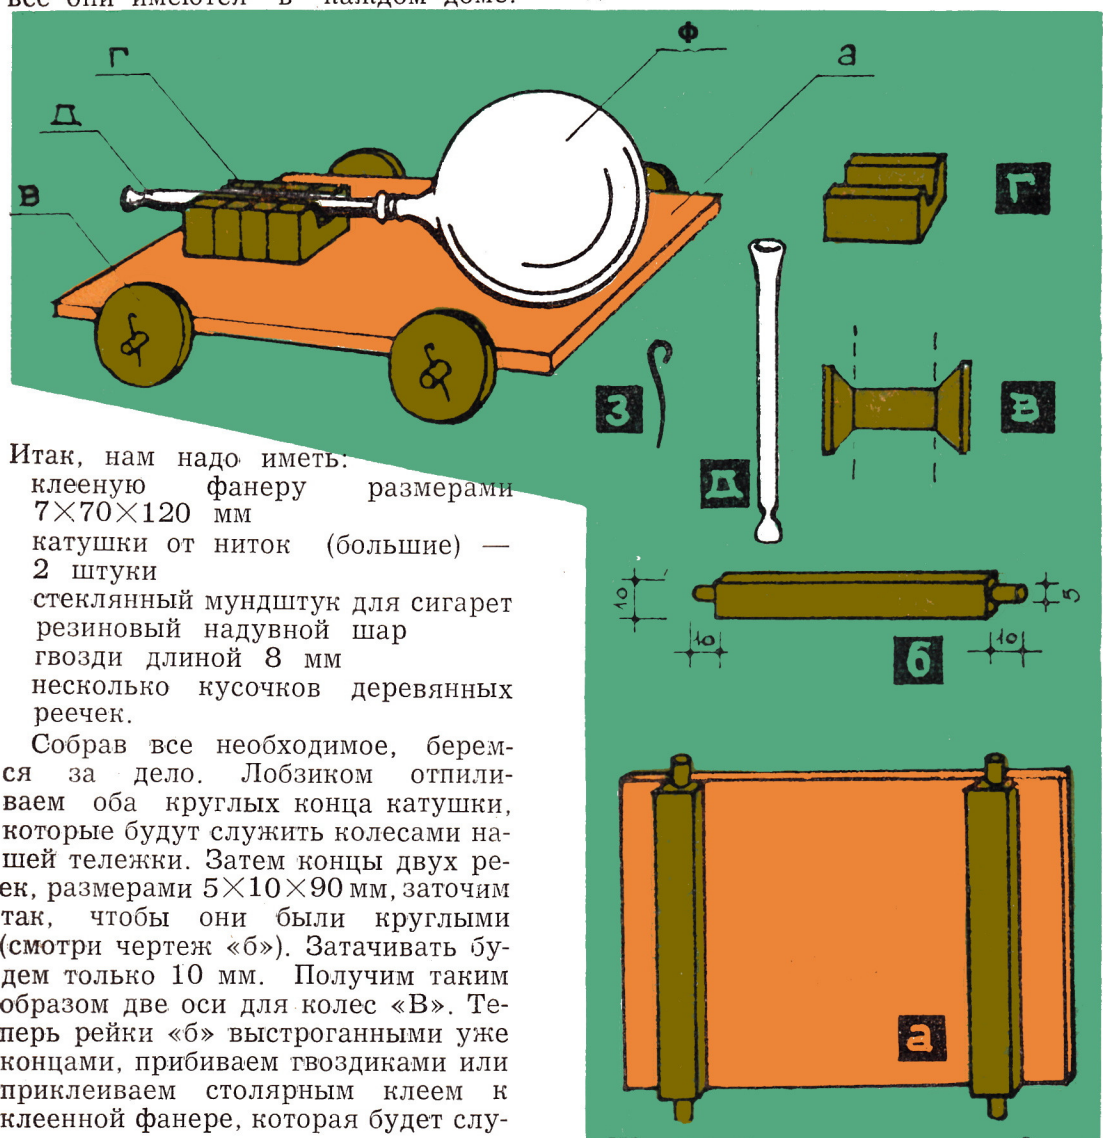 все они имеются в каждом доме.
Г
Ф
а
Д
в
Г
З
Д
в
10
5
10
10
б
а
Итак, нам надо иметь:
клееную фанеру размерами
7×70×120 мм
катушки от ниток (большие) —
2 штуки
стеклянный мундштук для сигарет
резиновый надувной шар
гвозди длиной 8 мм
несколько кусочков деревянных
реечек.
Собрав все необходимое, берем-
ся за дело. Лобзиком отпили-
ваем оба круглых конца катушки,
которые будут служить колесами на-
шей тележки. Затем концы двух ре-
ек, размерами 5×10×90 мм, заточим
так, чтобы они были круглыми
(смотри чертеж «б»). Затачивать бу-
дем только 10 мм. Получим таким
образом две оси для колес «В». Те-
перь рейки «б» выстроганными уже
концами, прибиваем гвоздиками или
приклеиваем столярным клеем к
клеенной фанере, которая будет слу-